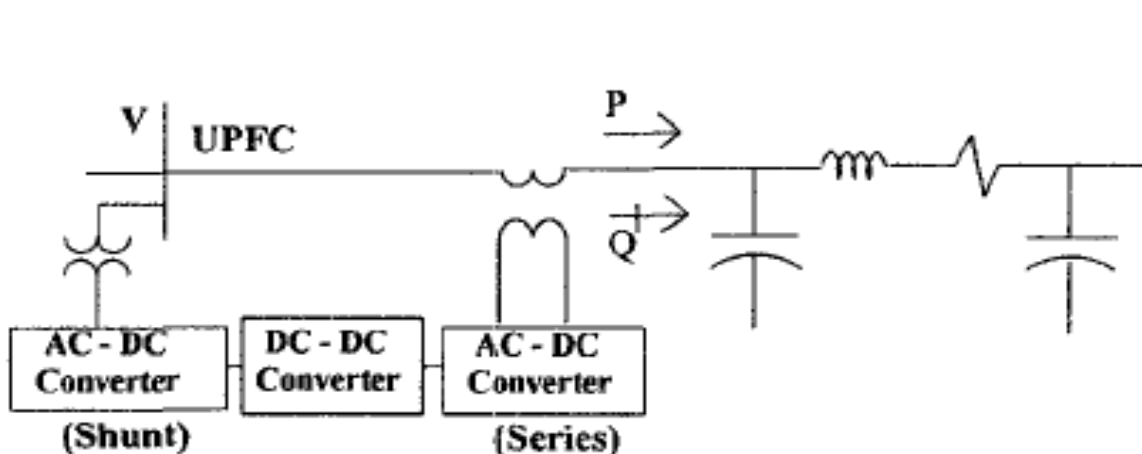 P
V
UPFC
Q
AC - DC
Converter
DC - DC
Converter
AC - DC
Converter
(Shunt)
(Series)